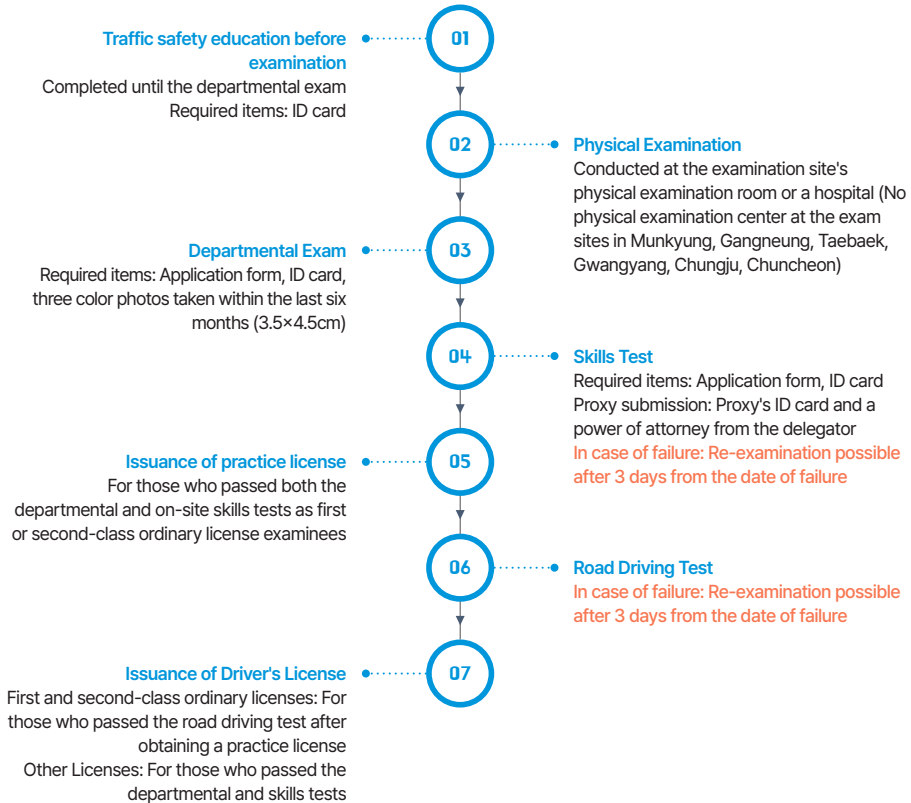 01
Traffic safety education before
examination
Completed until the departmental exam
Required items: ID card
02
Physical Examination
Conducted at the examination site's
physical examination room or a hospital (No
physical examination center at the exam
sites in Munkyung, Gangneung, Taebaek,
Gwangyang, Chungju, Chuncheon)
03
Departmental Exam
Required items: Application form, ID card,
three color photos taken within the last six
months (3.5×4.5cm)
04
Skills Test
Required items: Application form, ID card
Proxy submission: Proxy's ID card and a
power of attorney from the delegator
In case of failure: Re-examination possible
after 3 days from the date of failure
05
Issuance of practice license
For those who passed both the
departmental and on-site skills tests as first
or second-class ordinary license examinees
06
Road Driving Test
In case of failure: Re-examination possible
after 3 days from the date of failure
07
Issuance of Driver's License
First and second-class ordinary licenses: For
those who passed the road driving test after
obtaining a practice license
Other Licenses: For those who passed the
departmental and skills tests